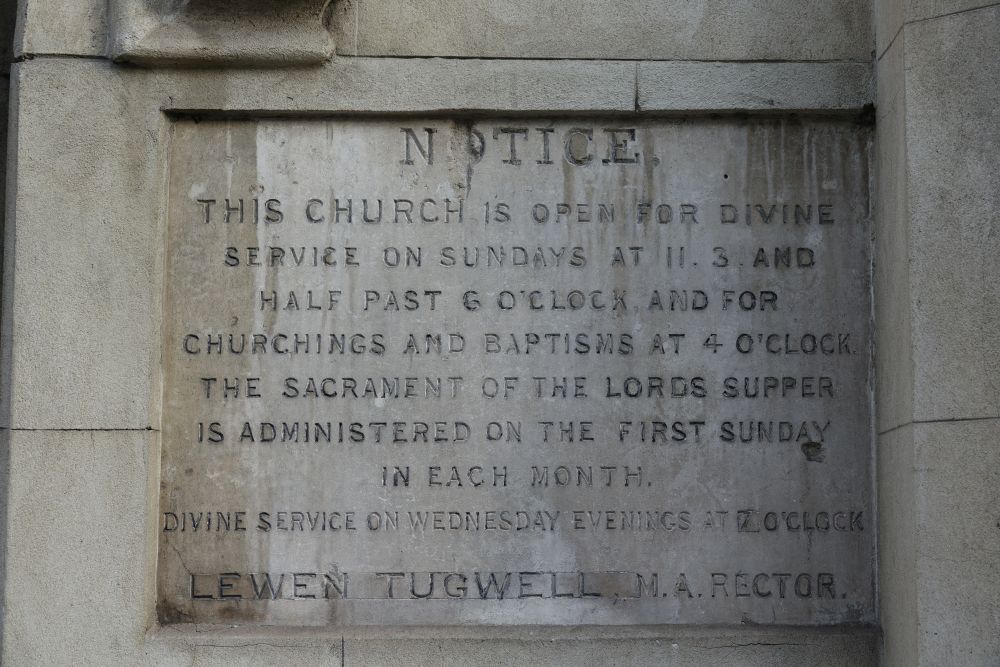 NOTICE.
THIS CHURCH IS OPEN FOR DIVINE
SERVICE ON SUNDAYS AT 11. 3. AND
HALF PAST 6 O'CLOCK, AND FOR
CHURCHINGS AND BAPTISMS AT 4 O'CLOCK.
THE SACRAMENT OF THE LORDS SUPPER
IS ADMINISTERED ON THE FIRST SUNDAY
IN EACH MONTH.
DIVINE SERVICE ON WEDNESDAY EVENINGS AT 7 O'CLOCK
LEWEN TUGWELL, M.A. RECTOR.